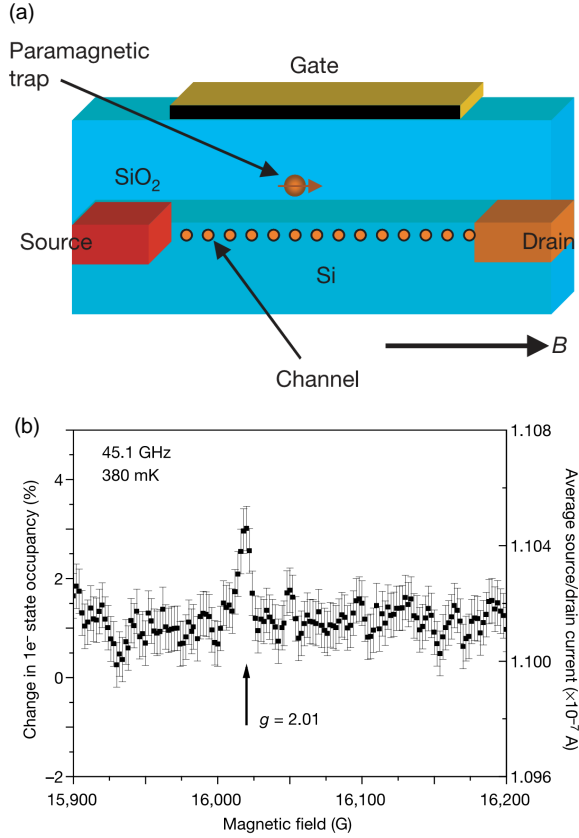 (a)
Paramagnetic
trap
Gate
SiO₂
Source
Drain
Si
B
Channel
(b)
45.1 GHz
380 mK
Change in 1e⁻ state occupancy (%)
5
4
2
0
−2
g = 2.01
1.108
1.104
1.100
1.096
Average source/drain current (×10⁻⁷ A)
15,900
16,000
16,100
16,200
Magnetic field (G)